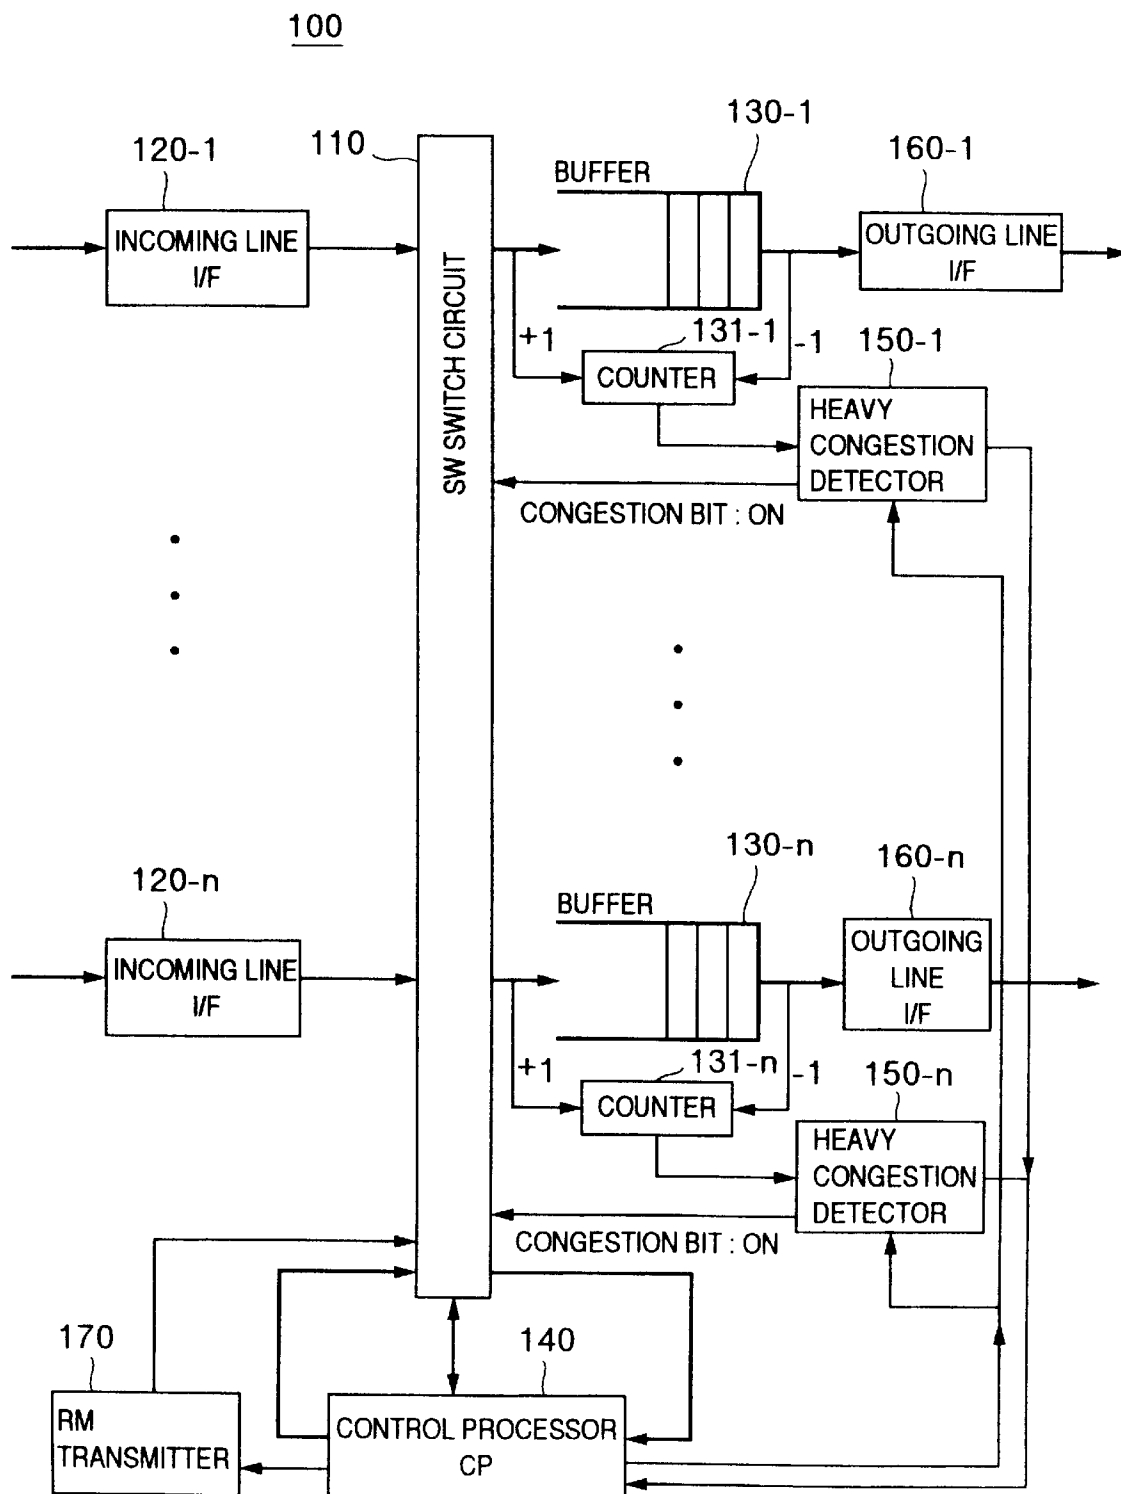 100
130-1
120-1
110
160-1
BUFFER
INCOMING LINE
I/F
OUTGOING LINE
I/F
SW SWITCH CIRCUIT
+1
131-1
-1
150-1
COUNTER
HEAVY
CONGESTION
DETECTOR
CONGESTION BIT : ON
130-n
160-n
120-n
BUFFER
INCOMING LINE
I/F
OUTGOING
LINE
I/F
+1
131-n
-1
150-n
COUNTER
HEAVY
CONGESTION
DETECTOR
CONGESTION BIT : ON
170
140
RM
TRANSMITTER
CONTROL PROCESSOR
CP